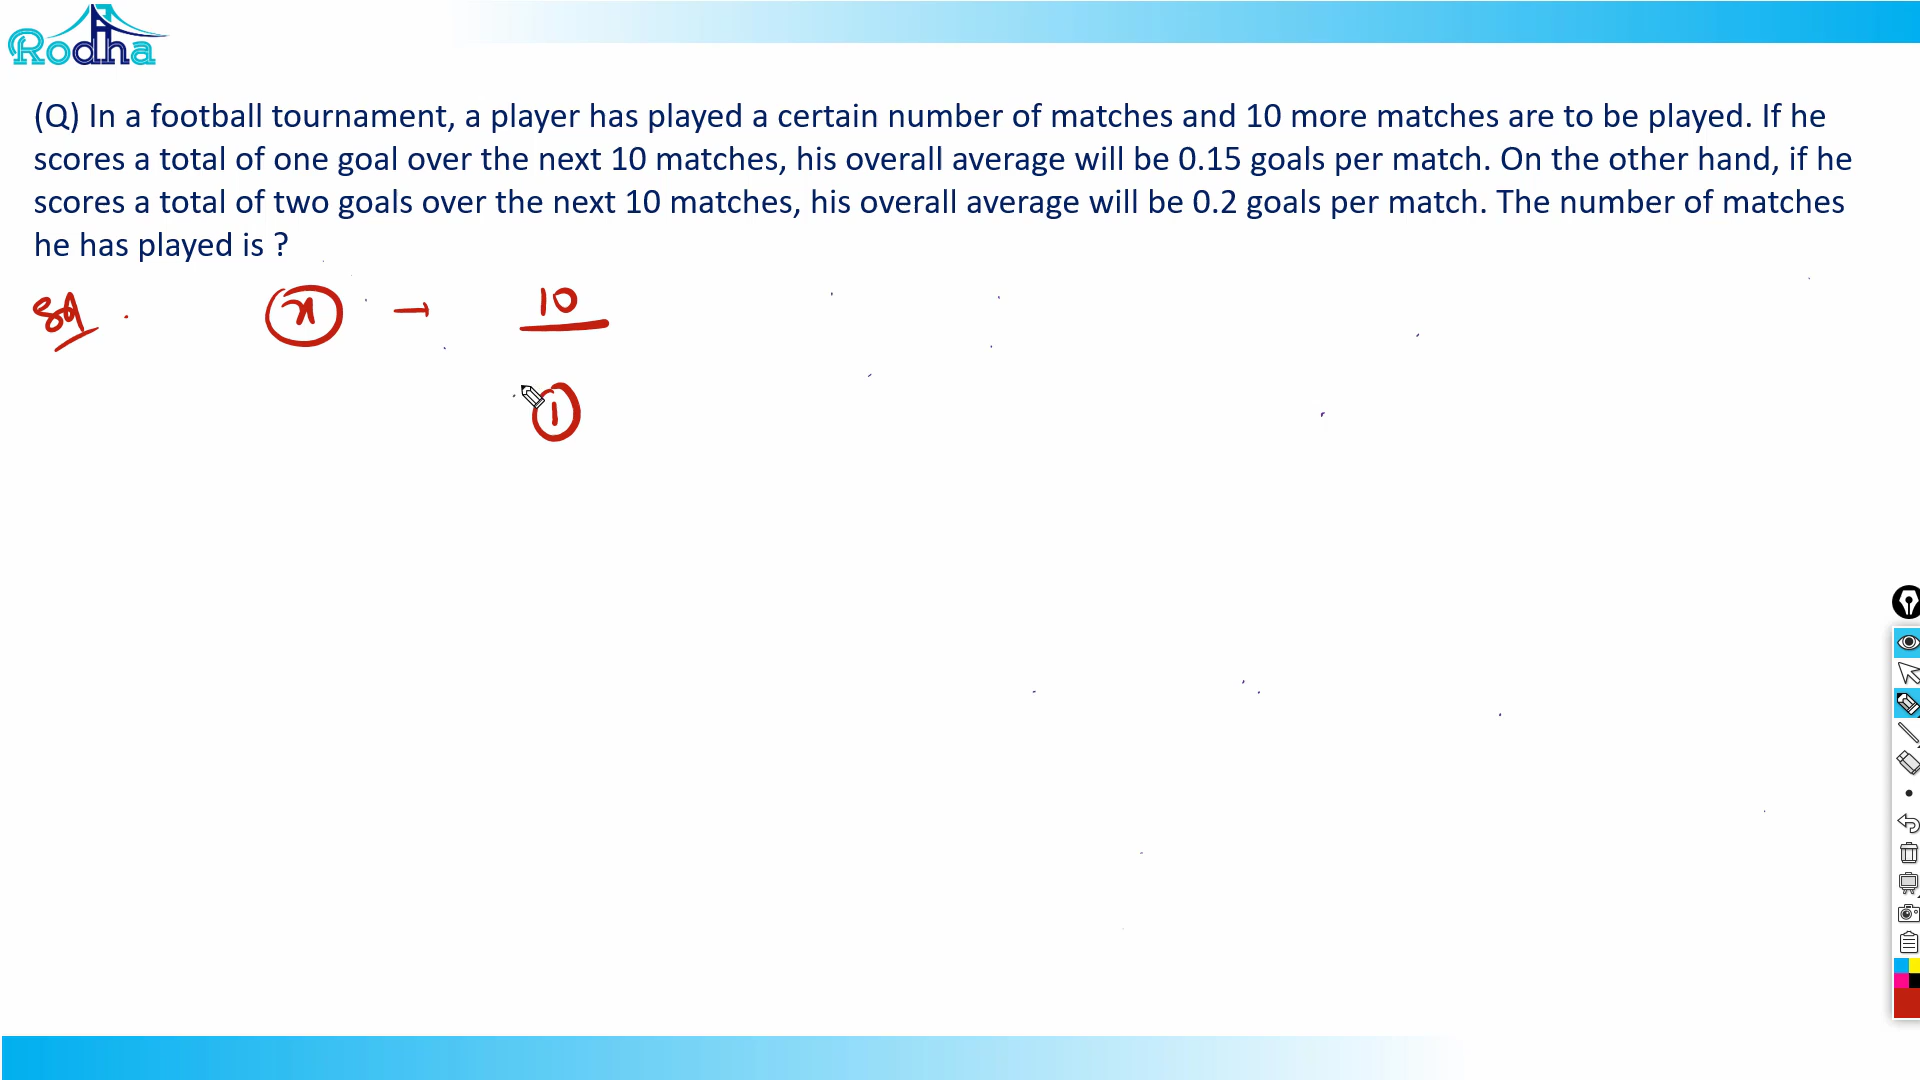 Rodha
(Q) In a football tournament, a player has played a certain number of matches and 10 more matches are to be played. If he
scores a total of one goal over the next 10 matches, his overall average will be 0.15 goals per match. On the other hand, if he
scores a total of two goals over the next 10 matches, his overall average will be 0.2 goals per match. The number of matches
he has played is ?
Sol x → 10
1